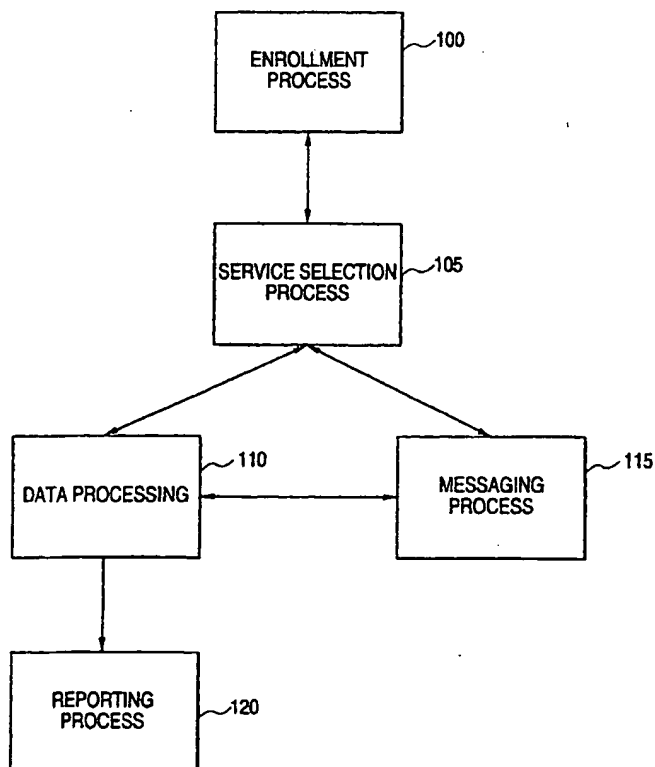 ENROLLMENT
PROCESS
100
SERVICE SELECTION
PROCESS
105
DATA PROCESSING
110
MESSAGING
PROCESS
115
REPORTING
PROCESS
120